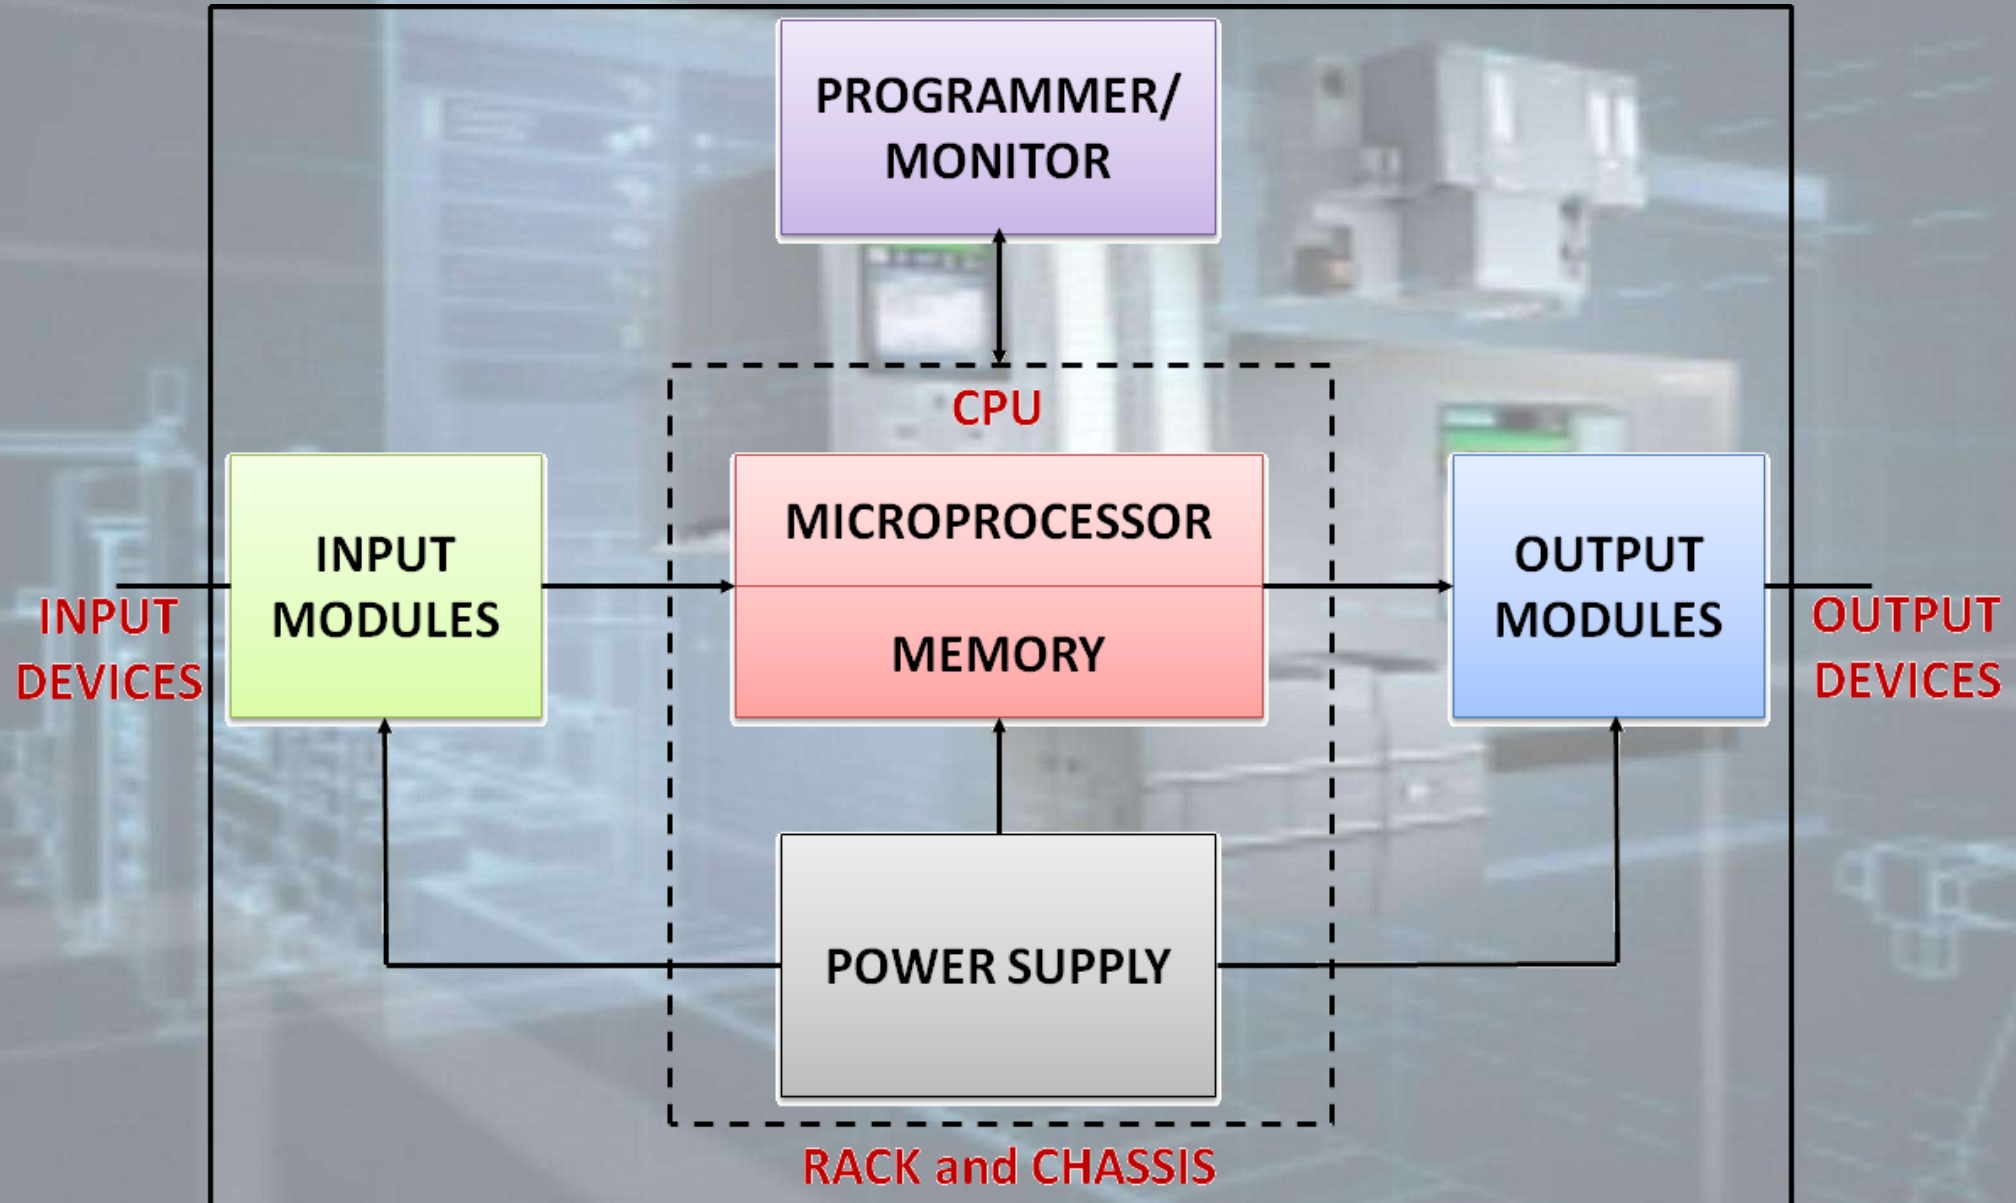 PROGRAMMER/
MONITOR
CPU
INPUT
MODULES
MICROPROCESSOR
MEMORY
OUTPUT
MODULES
INPUT
DEVICES
OUTPUT
DEVICES
POWER SUPPLY
RACK and CHASSIS